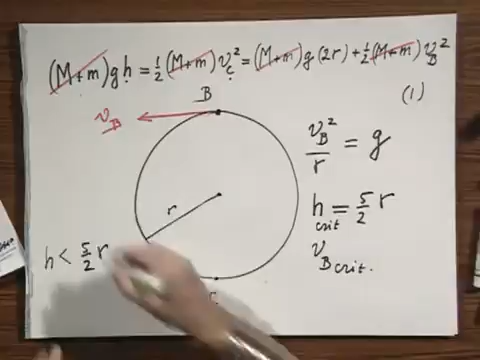 (M+m)gh = ½(M+m)v_c² = (M+m)g(2r) + ½(M+m)v_B²
(1)
B
v_B
v_B²/r = g
r
h_crit = 5/2 r
h < 5/2 r
v_B crit.